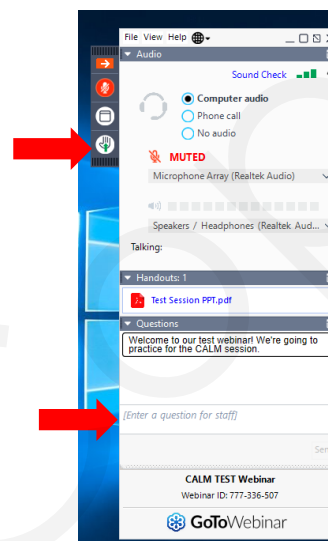 File View Help
Audio
Sound Check
Computer audio
Phone call
No audio
MUTED
Microphone Array (Realtek Audio)
Speakers / Headphones (Realtek Aud...
Talking:
Handouts: 1
Test Session PPT.pdf
Questions
Welcome to our test webinar! We're going to
practice for the CALM session.
[Enter a question for staff]
Sen
CALM TEST Webinar
Webinar ID: 777-336-507
GoToWebinar